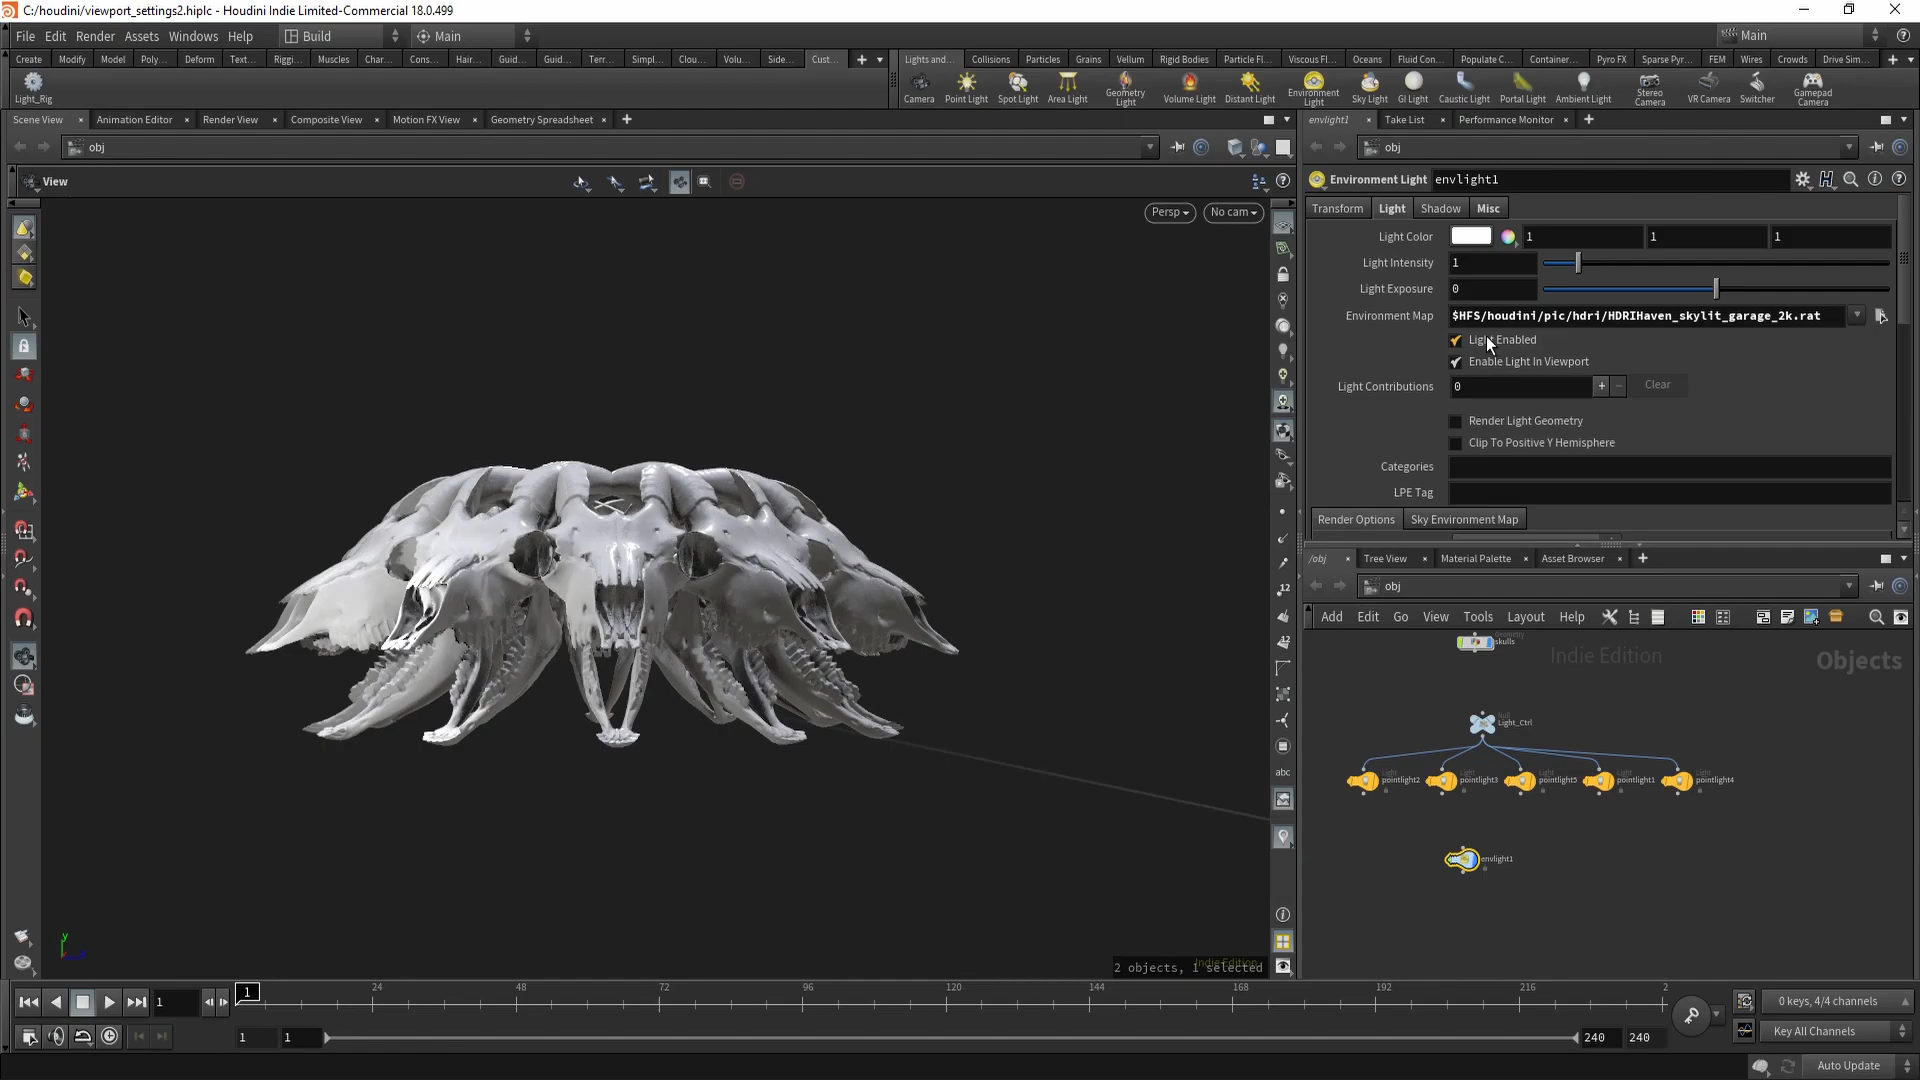 C:/houdini/viewport_settings2.hiplc - Houdini Indie Limited-Commercial 18.0.499
File Edit Render Assets Windows Help Build Main Main
Create Modify Model Poly... Deform Text... Riggi... Muscles Char... Cons... Hair... Guid... Guid... Terr... Simpl... Clou... Volu... Side... Cust...
Lights and... Collisions Particles Grains Vellum Rigid Bodies Particle Fl... Viscous Fl... Oceans Fluid Con... Populate C... Container... Pyro FX Sparse Pyr... FEM Wires Crowds Drive Sim...
Light_Rig
Camera Point Light Spot Light Area Light Geometry Light Volume Light Distant Light Environment Light Sky Light GI Light Caustic Light Portal Light Ambient Light Stereo Camera VR Camera Switcher Gamepad Camera
Scene View Animation Editor Render View Composite View Motion FX View Geometry Spreadsheet
envlight1 Take List Performance Monitor
obj
obj
View
Persp No cam
Environment Light envlight1
Transform Light Shadow Misc
Light Color 1 1 1
Light Intensity 1
Light Exposure 0
Environment Map $HFS/houdini/pic/hdri/HDRIHaven_skylit_garage_2k.rat
Light Enabled
Enable Light In Viewport
Light Contributions 0 + - Clear
Render Light Geometry
Clip To Positive Y Hemisphere
Categories
LPE Tag
Render Options Sky Environment Map
/obj Tree View Material Palette Asset Browser
obj
Add Edit Go View Tools Layout Help
Geometry
skulls
Indie Edition
Objects
Null
Light_Ctrl
Light Light Light Light Light
pointlight2 pointlight3 pointlight5 pointlight1 pointlight4
envlight1
12
12
abc
y
Indie Edition
2 objects, 1 selected
1 1 24 48 72 96 120 144 168 192 216 2
0 keys, 4/4 channels
1 1 240 240
Key All Channels
Auto Update